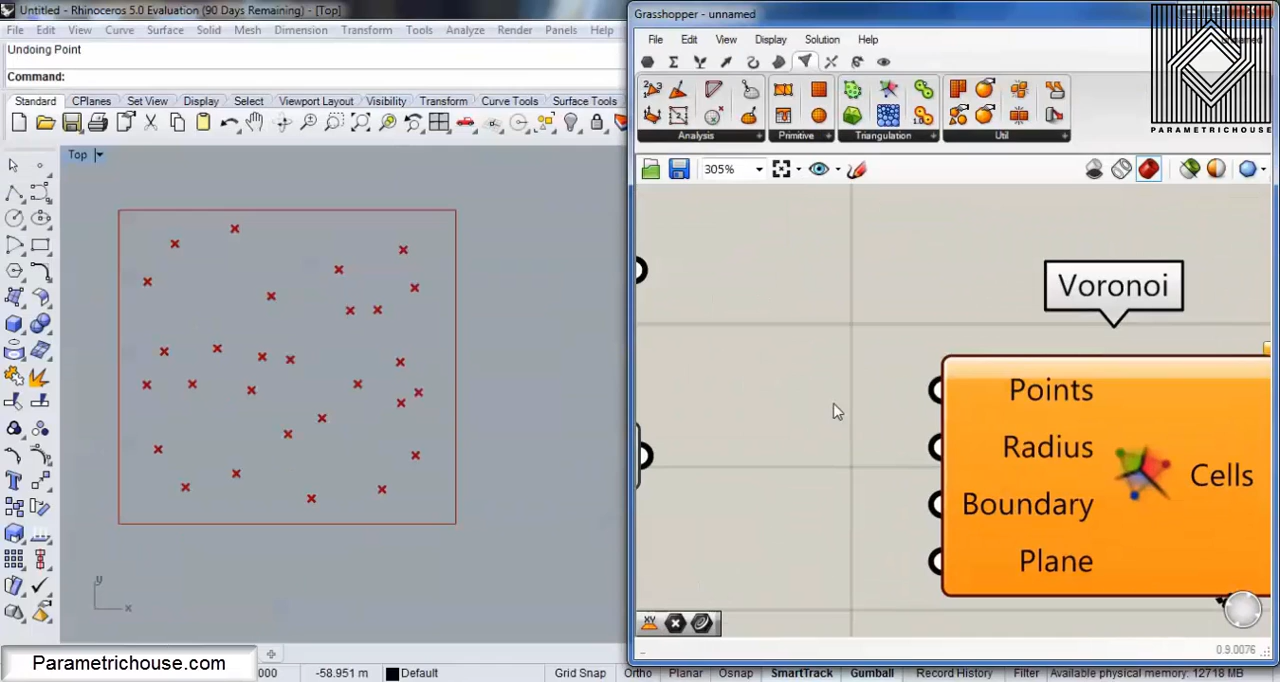 Untitled - Rhinoceros 5.0 Evaluation (90 Days Remaining) - [Top]
File Edit View Curve Surface Solid Mesh Dimension Transform Tools Analyze Render Panels Help
Undoing Point
Command:
Standard CPlanes Set View Display Select Viewport Layout Visibility Transform Curve Tools Surface Tools
Top
y
x
Parametrichouse.com
000 -58.951 m Default Grid Snap Ortho Planar Osnap SmartTrack Gumball Record History Filter Available physical memory: 12718 MB
Grasshopper - unnamed
File Edit View Display Solution Help
PARAMETRICHOUSE
Analysis Primitive Triangulation Util
305%
Voronoi
Points
Radius
Boundary
Plane
Cells
XY
0.9.0076